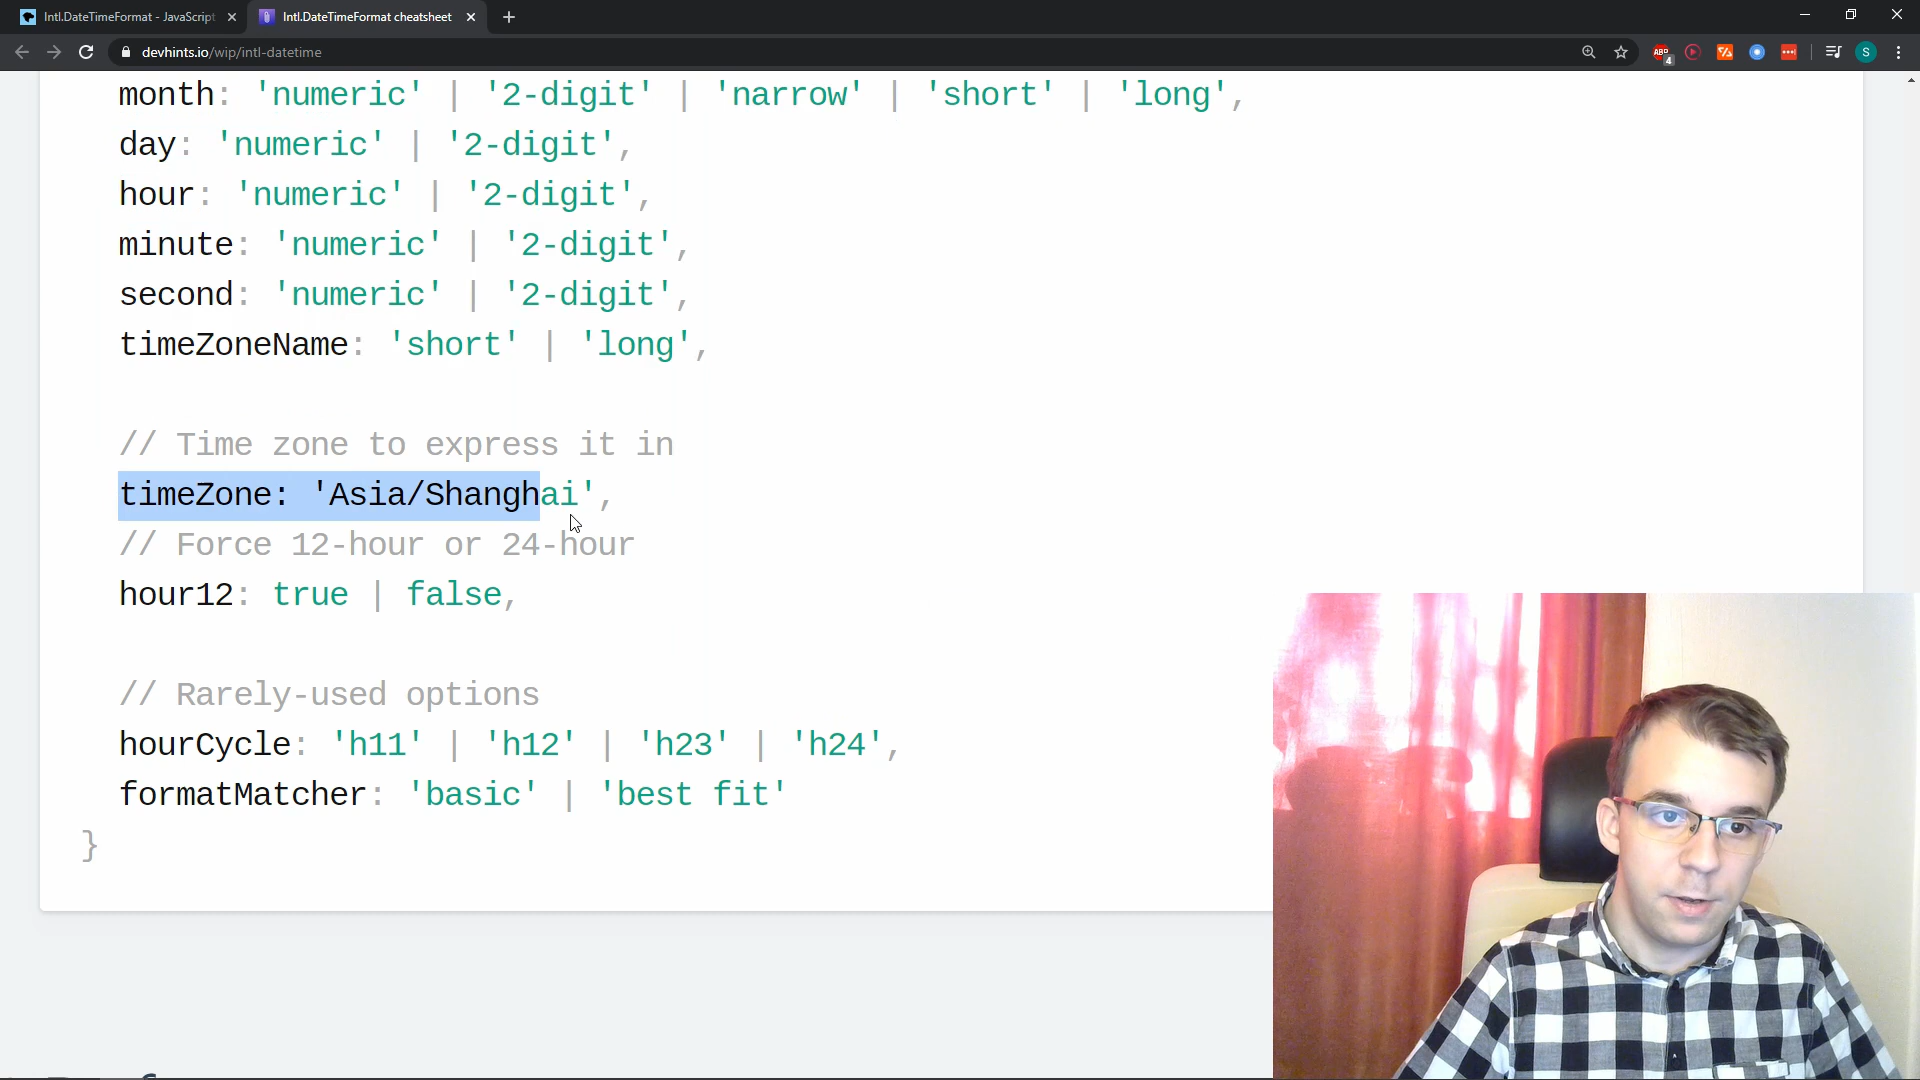 Intl.DateTimeFormat - JavaScript
Intl.DateTimeFormat cheatsheet
devhints.io/wip/intl-datetime
ABP
4
S
month: 'numeric' | '2-digit' | 'narrow' | 'short' | 'long',
day: 'numeric' | '2-digit',
hour: 'numeric' | '2-digit',
minute: 'numeric' | '2-digit',
second: 'numeric' | '2-digit',
timeZoneName: 'short' | 'long',
// Time zone to express it in
timeZone: 'Asia/Shanghai',
// Force 12-hour or 24-hour
hour12: true | false,
// Rarely-used options
hourCycle: 'h11' | 'h12' | 'h23' | 'h24',
formatMatcher: 'basic' | 'best fit'
}